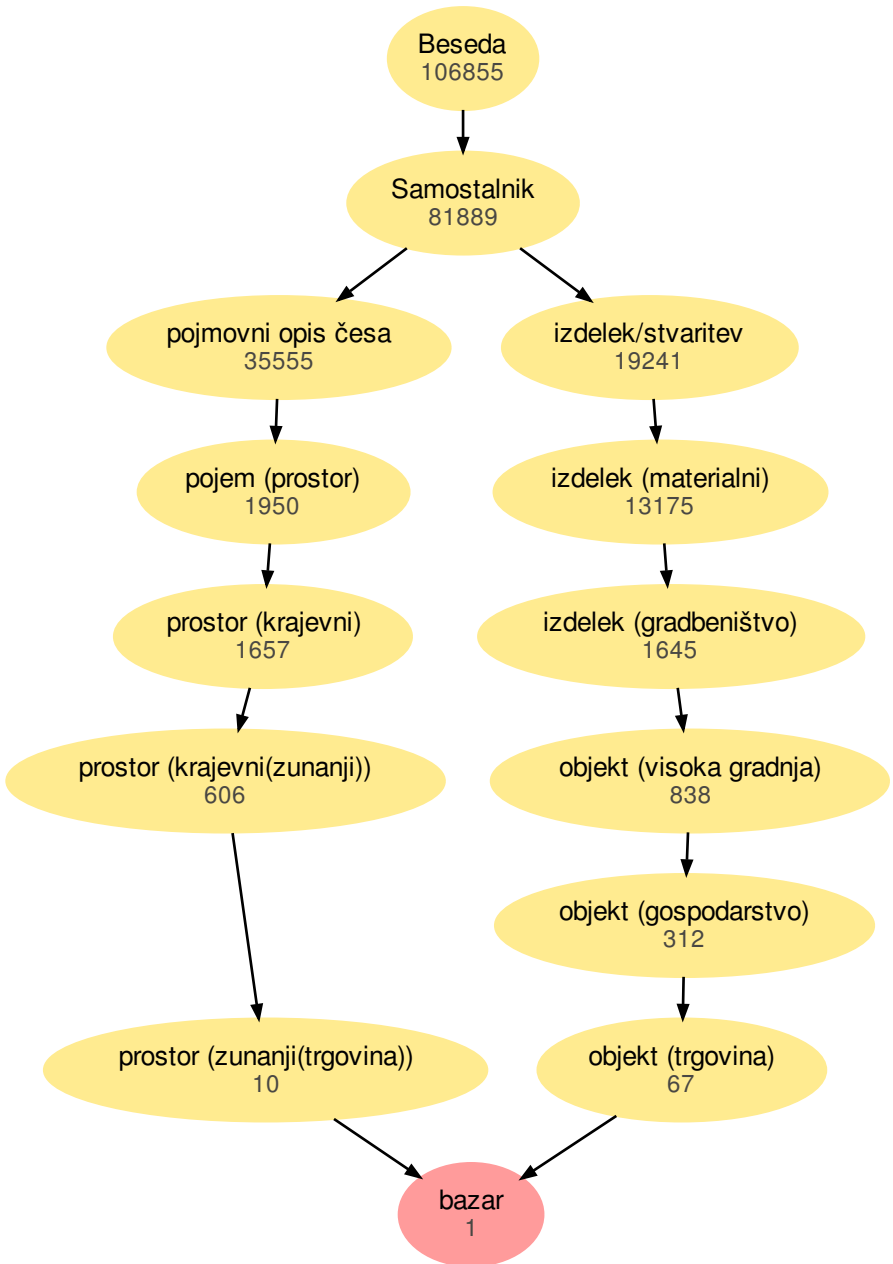 Beseda
106855
Samostalnik
81889
pojmovni opis česa
35555
izdelek/stvaritev
19241
pojem (prostor)
1950
izdelek (materialni)
13175
prostor (krajevni)
1657
izdelek (gradbeništvo)
1645
prostor (krajevni(zunanji))
606
objekt (visoka gradnja)
838
objekt (gospodarstvo)
312
prostor (zunanji(trgovina))
10
objekt (trgovina)
67
bazar
1